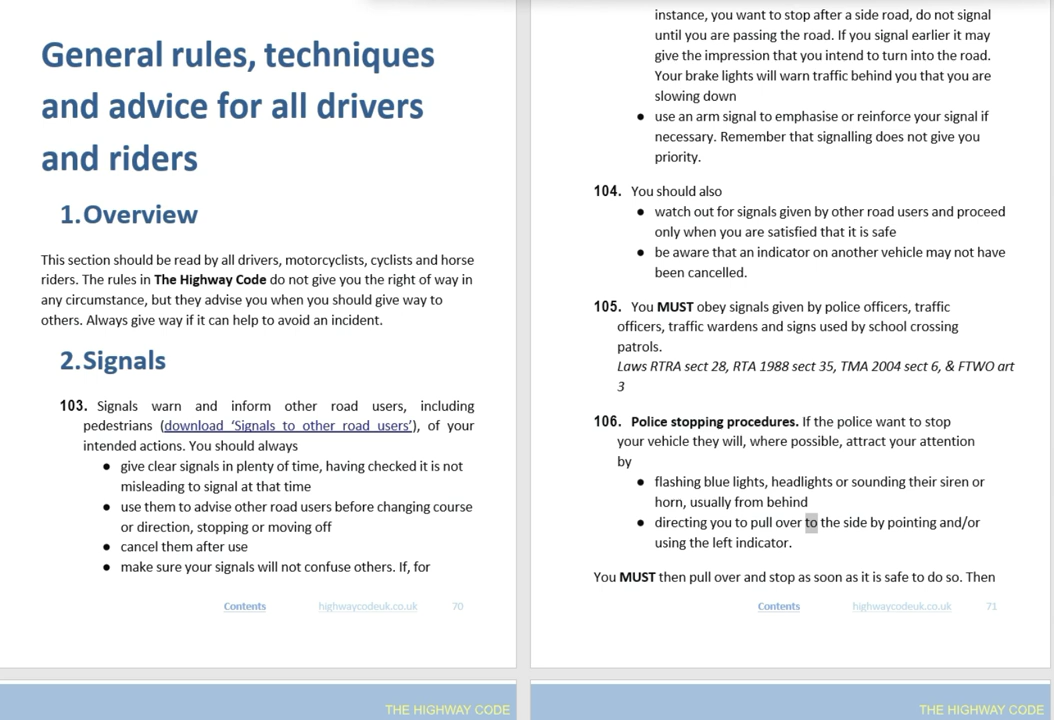 General rules, techniques
and advice for all drivers
and riders
1.Overview
This section should be read by all drivers, motorcyclists, cyclists and horse
riders. The rules in The Highway Code do not give you the right of way in
any circumstance, but they advise you when you should give way to
others. Always give way if it can help to avoid an incident.
2.Signals
103. Signals warn and inform other road users, including
pedestrians (download ‘Signals to other road users’), of your
intended actions. You should always
● give clear signals in plenty of time, having checked it is not
misleading to signal at that time
● use them to advise other road users before changing course
or direction, stopping or moving off
● cancel them after use
● make sure your signals will not confuse others. If, for
Contents highwaycodeuk.co.uk 70
instance, you want to stop after a side road, do not signal
until you are passing the road. If you signal earlier it may
give the impression that you intend to turn into the road.
Your brake lights will warn traffic behind you that you are
slowing down
● use an arm signal to emphasise or reinforce your signal if
necessary. Remember that signalling does not give you
priority.
104. You should also
● watch out for signals given by other road users and proceed
only when you are satisfied that it is safe
● be aware that an indicator on another vehicle may not have
been cancelled.
105. You MUST obey signals given by police officers, traffic
officers, traffic wardens and signs used by school crossing
patrols.
Laws RTRA sect 28, RTA 1988 sect 35, TMA 2004 sect 6, & FTWO art
3
106. Police stopping procedures. If the police want to stop
your vehicle they will, where possible, attract your attention
by
● flashing blue lights, headlights or sounding their siren or
horn, usually from behind
● directing you to pull over to the side by pointing and/or
using the left indicator.
You MUST then pull over and stop as soon as it is safe to do so. Then
Contents highwaycodeuk.co.uk 71
THE HIGHWAY CODE
THE HIGHWAY CODE